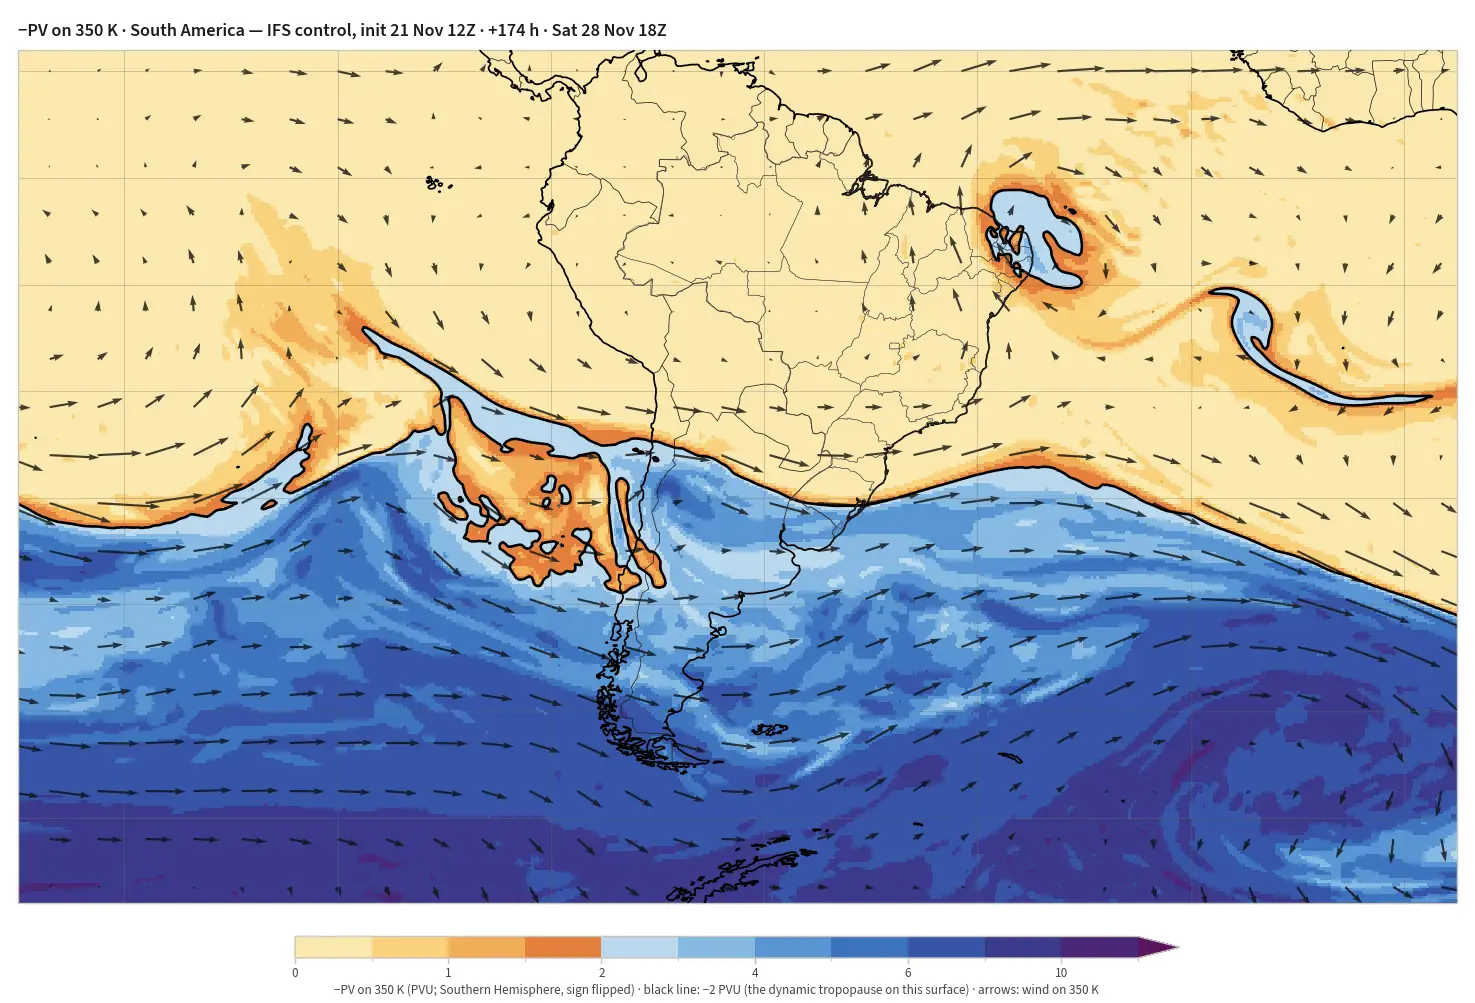 −PV on 350 K · South America — IFS control, init 21 Nov 12Z · +174 h · Sat 28 Nov 18Z
0 1 2 4 6 10
−PV on 350 K (PVU; Southern Hemisphere, sign flipped) · black line: −2 PVU (the dynamic tropopause on this surface) · arrows: wind on 350 K